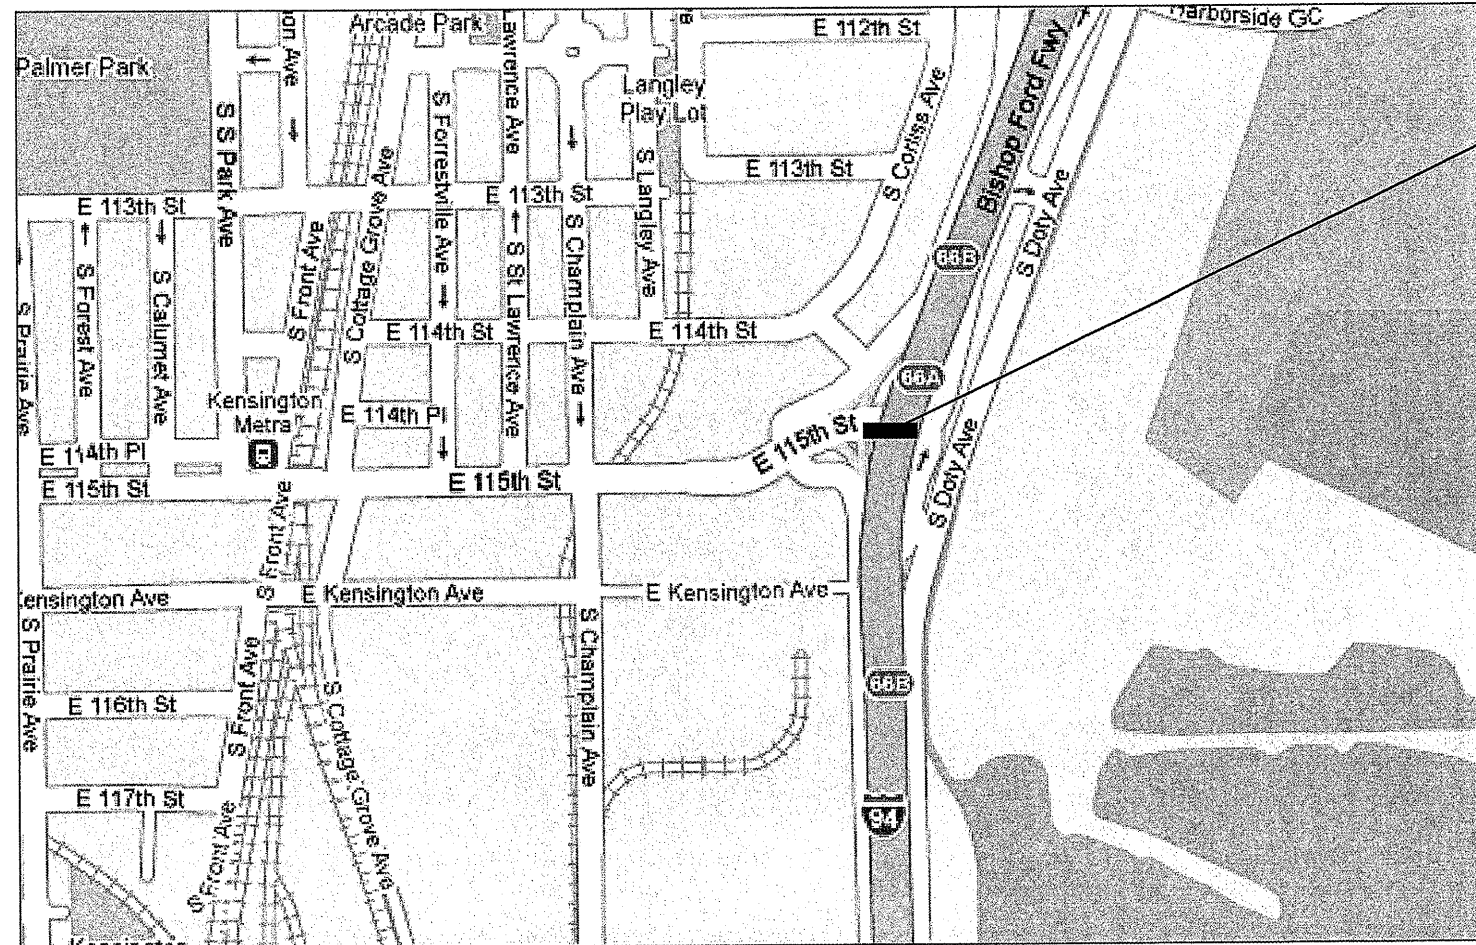 Arcade Park
E 112th St
Harborside GC
Palmer Park
Lawrence Ave
Langley
Play Lot
S Corliss Ave
Bishop Ford Fwy
S S Park Ave
S Forrestville Ave
E 113th St
E 113th St
E 113th St
S Cottage Grove Ave
S Langley Ave
S Doty Ave
S Front Ave
S Forest Ave
S Calumet Ave
S St Lawrence Ave
S Champlain Ave
S Prairie Ave
68B
E 114th St
E 114th St
66A
Kensington
Metra
E 114th Pl
E 114th Pl
E 115th St
E 115th St
E 115th St
S Doty Ave
S Front Ave
Kensington Ave
E Kensington Ave
E Kensington Ave
S Prairie Ave
S Champlain Ave
S Front Ave
S Cottage Grove Ave
E 116th St
66B
E 117th St
S Front Ave
94
Kensington